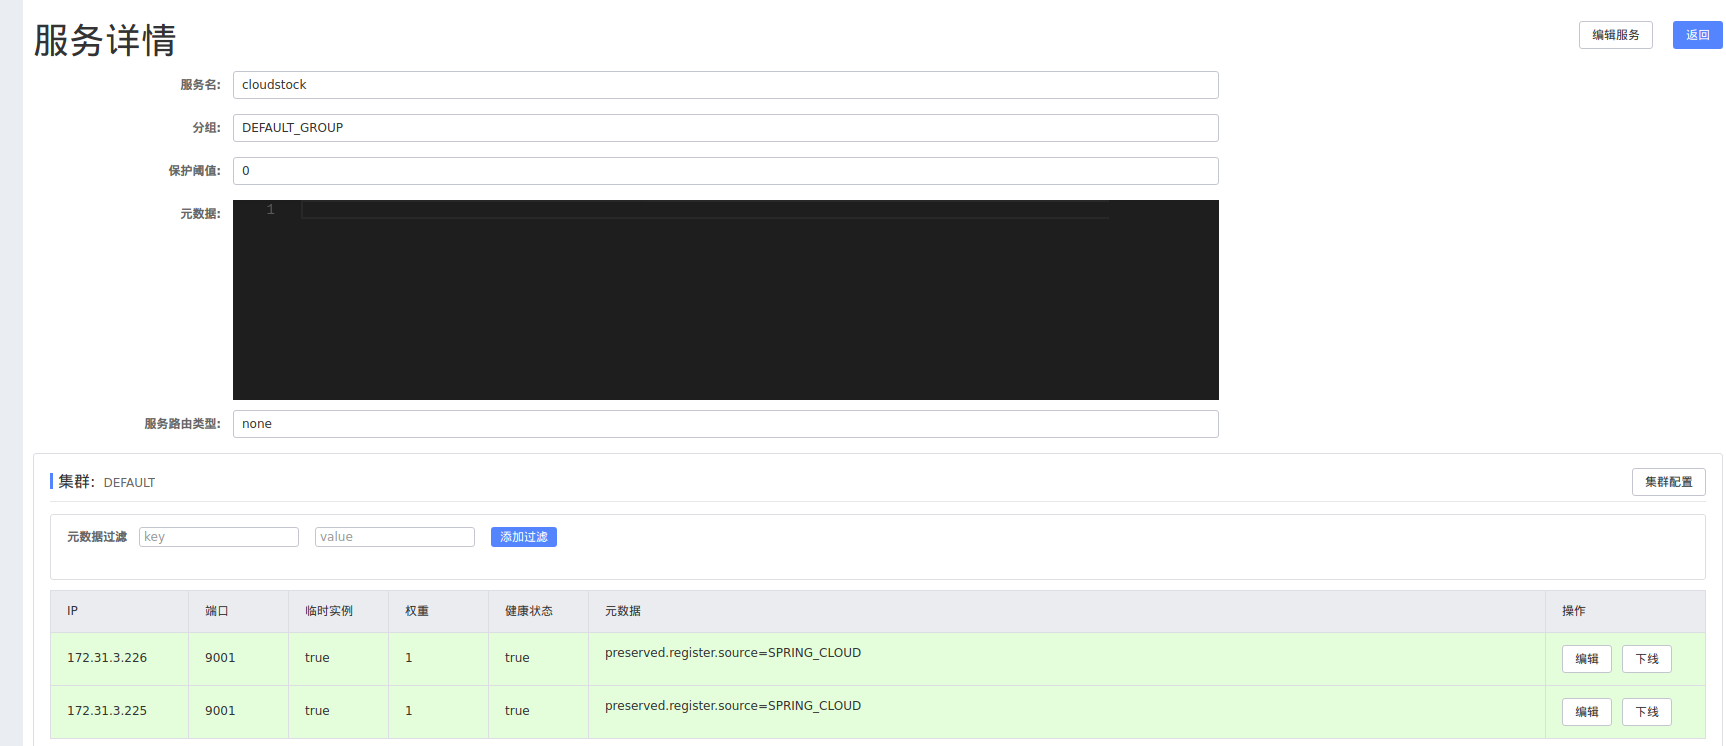 服务详情
编辑服务 返回
服务名: cloudstock
分组: DEFAULT_GROUP
保护阈值: 0
元数据: 1
服务路由类型: none
集群: DEFAULT 集群配置
元数据过滤 key value 添加过滤
IP 端口 临时实例 权重 健康状态 元数据 操作
172.31.3.226 9001 true 1 true preserved.register.source=SPRING_CLOUD 编辑 下线
172.31.3.225 9001 true 1 true preserved.register.source=SPRING_CLOUD 编辑 下线